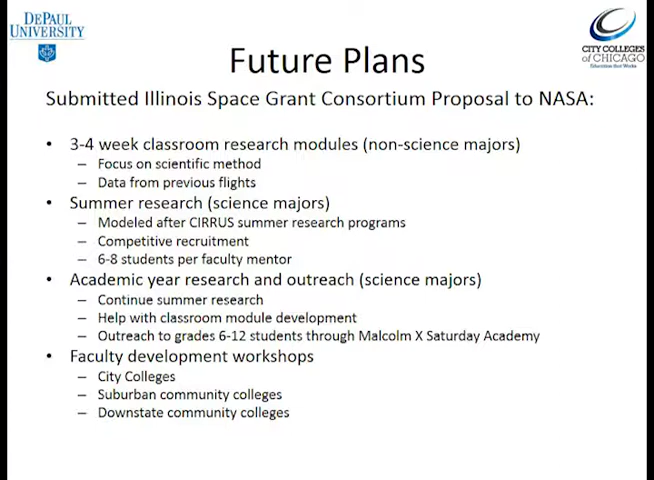 DEPAUL
UNIVERSITY
CITY COLLEGES
of CHICAGO
Education that Works
Future Plans
Submitted Illinois Space Grant Consortium Proposal to NASA:
• 3-4 week classroom research modules (non-science majors)
– Focus on scientific method
– Data from previous flights
• Summer research (science majors)
– Modeled after CIRRUS summer research programs
– Competitive recruitment
– 6-8 students per faculty mentor
• Academic year research and outreach (science majors)
– Continue summer research
– Help with classroom module development
– Outreach to grades 6-12 students through Malcolm X Saturday Academy
• Faculty development workshops
– City Colleges
– Suburban community colleges
– Downstate community colleges